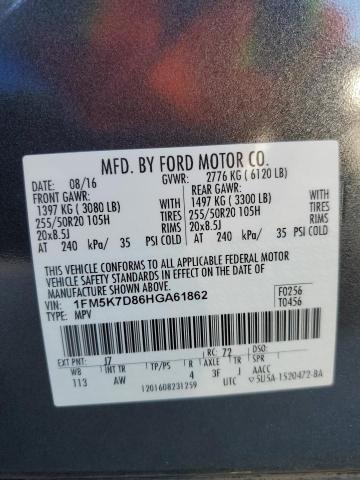 MFD. BY FORD MOTOR CO.
DATE: 08/16 GVWR: 2776 KG ( 6120 LB)
FRONT GAWR: REAR GAWR:
1397 KG ( 3080 LB) WITH 1497 KG ( 3300 LB) WITH
255/50R20 105H TIRES 255/50R20 105H TIRES
20x8.5J RIMS 20x8.5J RIMS
AT 240 kPa/ 35 PSI COLD AT 240 kPa/ 35 PSI COLD
THIS VEHICLE CONFORMS TO ALL APPLICABLE FEDERAL MOTOR
VEHICLE SAFETY STANDARDS IN EFFECT ON THE DATE OF
MANUFACTURE SHOWN ABOVE.
VIN: 1FM5K7D86HGA61862 F0256
TYPE: MPV T0456
EXT PNT: J7 RC: 72 DSO:
WB INT TR TP/PS R AXLE TR SPR
113 AW 4 3F J AACC
1201608231259 UTC 5U5A-1520472-BA